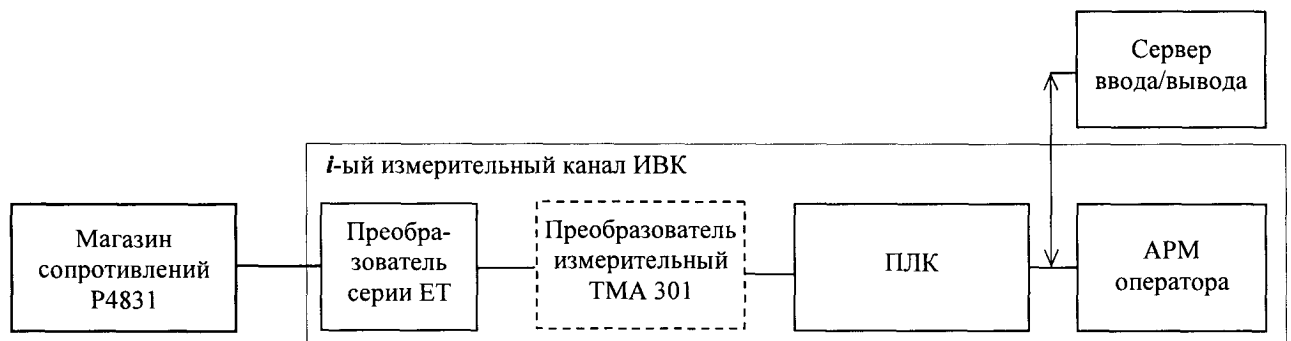 Сервер
ввода/вывода
i-ый измерительный канал ИВК
Магазин
сопротивлений
Р4831
Преобра-
зователь
серии ЕТ
Преобразователь
измерительный
ТМА 301
ПЛК
АРМ
оператора